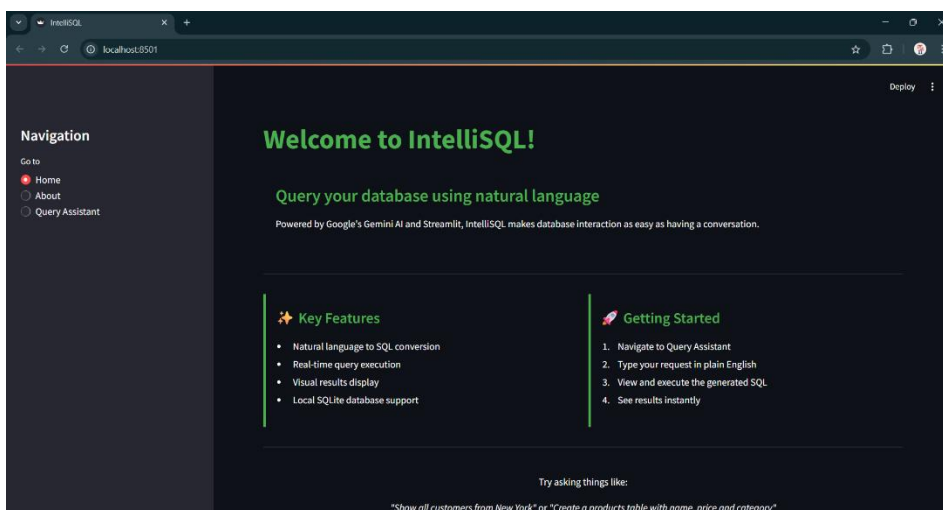 IntelliSQL
localhost:8501
Deploy
Navigation
Go to
Home
About
Query Assistant
Welcome to IntelliSQL!
Query your database using natural language
Powered by Google's Gemini AI and Streamlit, IntelliSQL makes database interaction as easy as having a conversation.
✨ Key Features
• Natural language to SQL conversion
• Real-time query execution
• Visual results display
• Local SQLite database support
🚀 Getting Started
1. Navigate to Query Assistant
2. Type your request in plain English
3. View and execute the generated SQL
4. See results instantly
Try asking things like:
"Show all customers from New York" or "Create a products table with name, price and category"